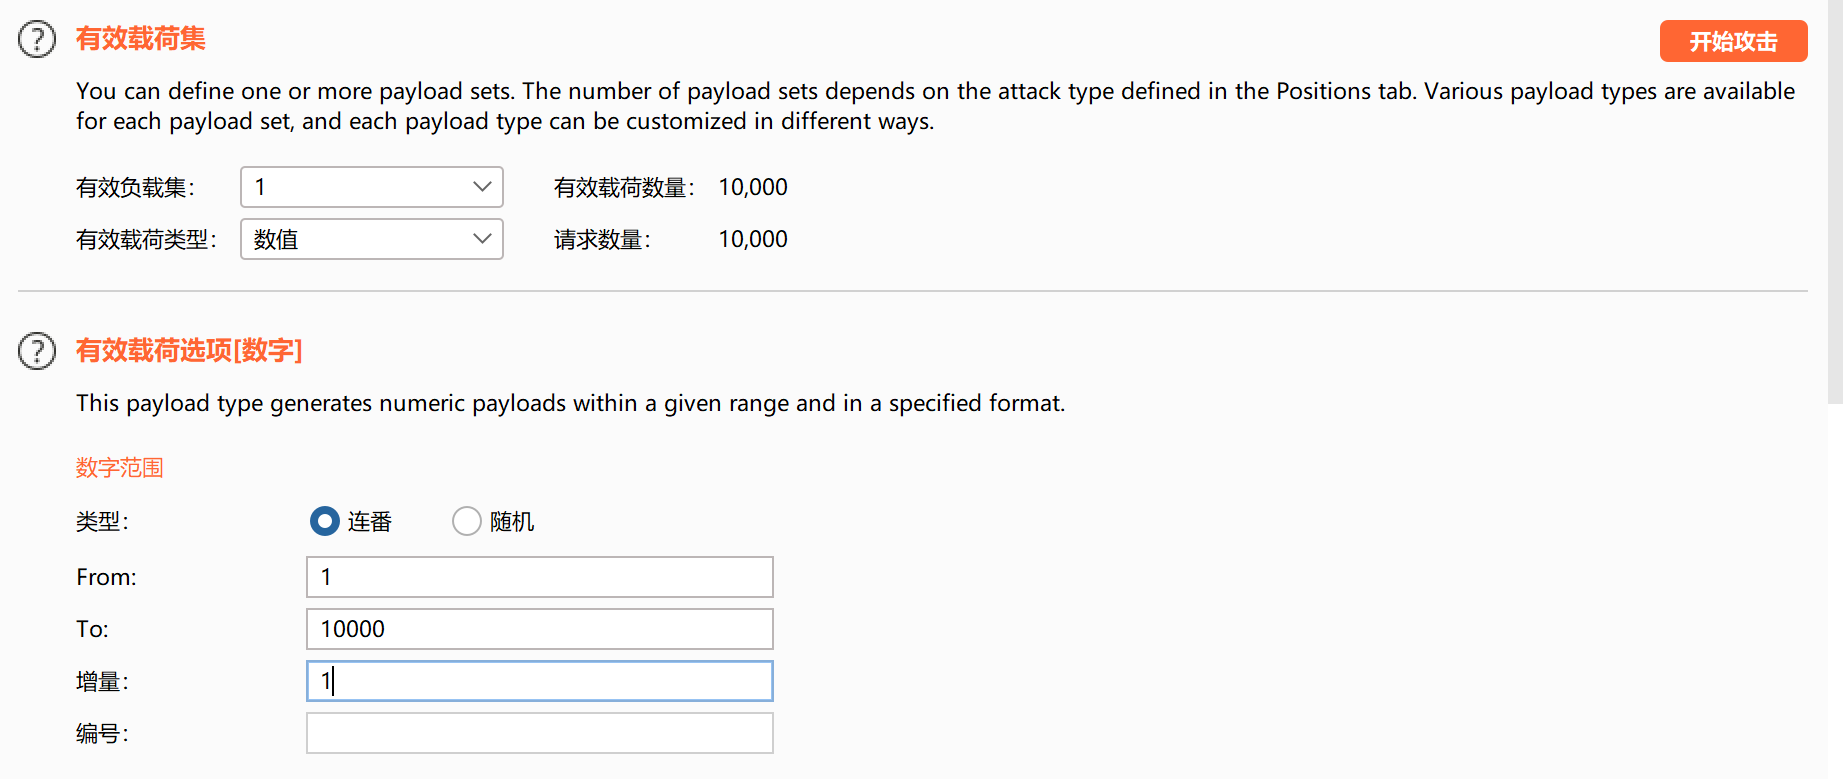 有效载荷集
开始攻击
You can define one or more payload sets. The number of payload sets depends on the attack type defined in the Positions tab. Various payload types are available
for each payload set, and each payload type can be customized in different ways.
有效负载集： 1 有效载荷数量： 10,000
有效载荷类型： 数值 请求数量： 10,000
有效载荷选项[数字]
This payload type generates numeric payloads within a given range and in a specified format.
数字范围
类型： 连番 随机
From: 1
To: 10000
增量： 1
编号：